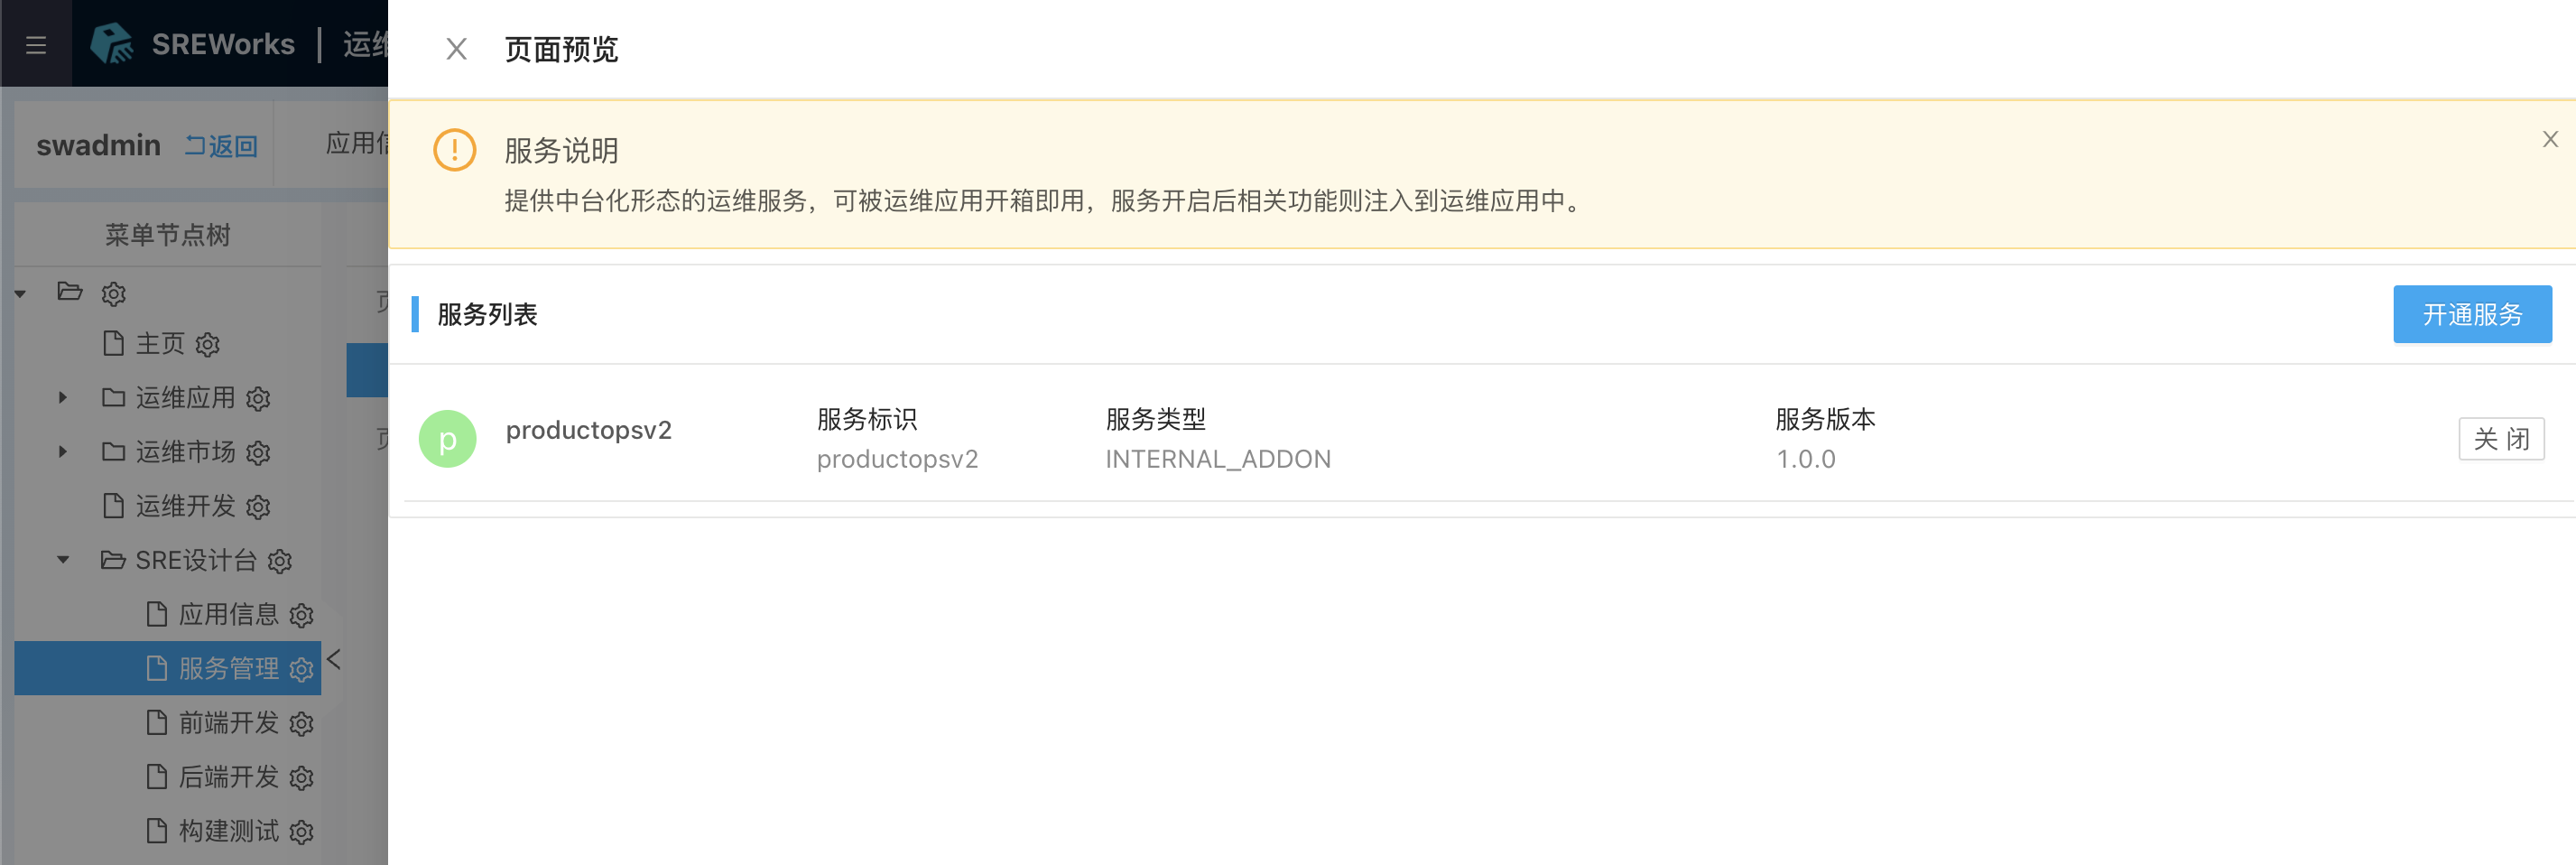 SREWorks | 运维
swadmin 返回
应用信
菜单节点树
主页
运维应用
运维市场
运维开发
SRE设计台
应用信息
服务管理
前端开发
后端开发
构建测试
页面预览
服务说明
提供中台化形态的运维服务，可被运维应用开箱即用，服务开启后相关功能则注入到运维应用中。
服务列表
开通服务
p
productopsv2
服务标识
productopsv2
服务类型
INTERNAL_ADDON
服务版本
1.0.0
关 闭